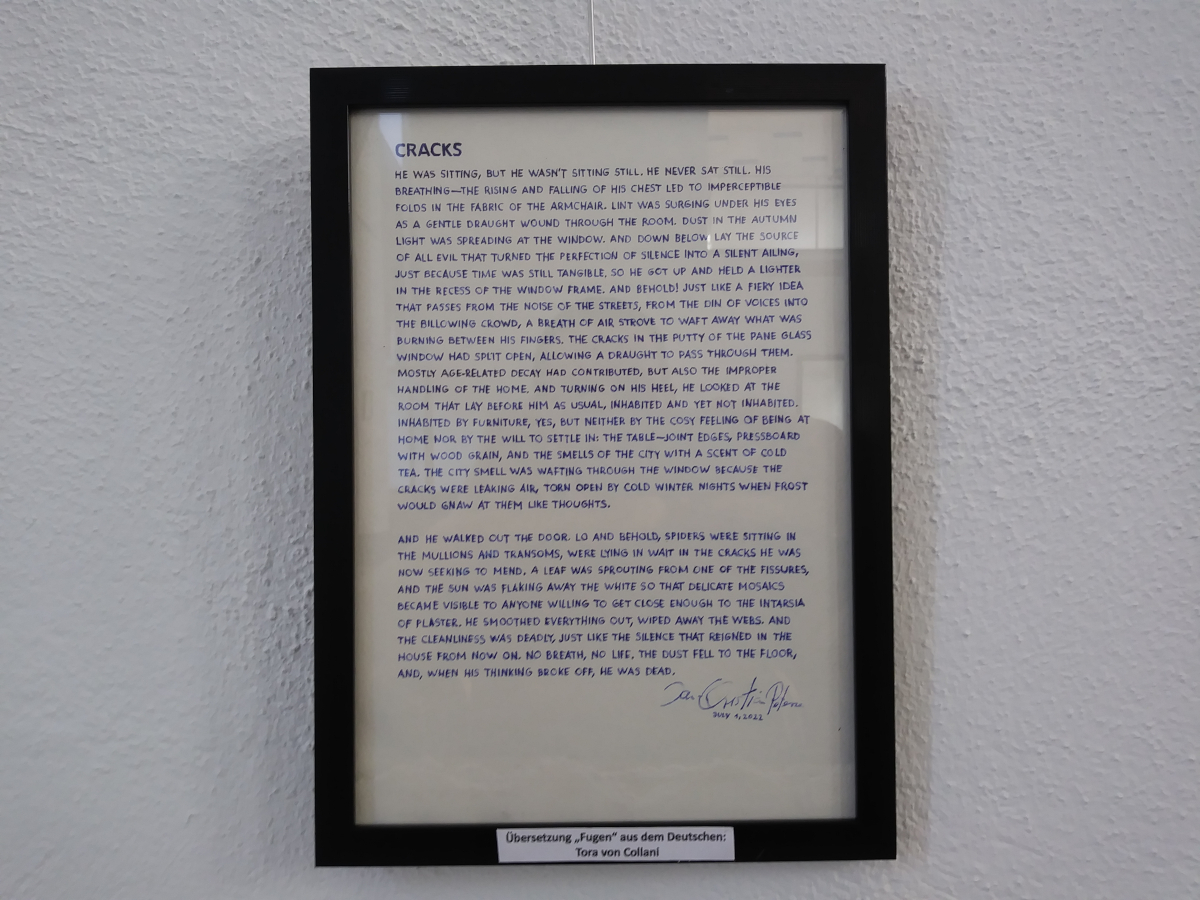 CRACKS
HE WAS SITTING, BUT HE WASN'T SITTING STILL. HE NEVER SAT STILL. HIS
BREATHING—THE RISING AND FALLING OF HIS CHEST LED TO IMPERCEPTIBLE
FOLDS IN THE FABRIC OF THE ARMCHAIR. LINT WAS SURGING UNDER HIS EYES
AS A GENTLE DRAUGHT WOUND THROUGH THE ROOM. DUST IN THE AUTUMN
LIGHT WAS SPREADING AT THE WINDOW. AND DOWN BELOW LAY THE SOURCE
OF ALL EVIL THAT TURNED THE PERFECTION OF SILENCE INTO A SILENT AILING,
JUST BECAUSE TIME WAS STILL TANGIBLE. SO HE GOT UP AND HELD A LIGHTER
IN THE RECESS OF THE WINDOW FRAME. AND BEHOLD! JUST LIKE A FIERY IDEA
THAT PASSES FROM THE NOISE OF THE STREETS, FROM THE DIN OF VOICES INTO
THE BILLOWING CROWD, A BREATH OF AIR STROVE TO WAFT AWAY WHAT WAS
BURNING BETWEEN HIS FINGERS. THE CRACKS IN THE PUTTY OF THE PANE GLASS
WINDOW HAD SPLIT OPEN, ALLOWING A DRAUGHT TO PASS THROUGH THEM.
MOSTLY AGE-RELATED DECAY HAD CONTRIBUTED, BUT ALSO THE IMPROPER
HANDLING OF THE HOME. AND TURNING ON HIS HEEL, HE LOOKED AT THE
ROOM THAT LAY BEFORE HIM AS USUAL, INHABITED AND YET NOT INHABITED.
INHABITED BY FURNITURE, YES, BUT NEITHER BY THE COSY FEELING OF BEING AT
HOME NOR BY THE WILL TO SETTLE IN: THE TABLE—JOINT EDGES, PRESSBOARD
WITH WOOD GRAIN, AND THE SMELLS OF THE CITY WITH A SCENT OF COLD
TEA. THE CITY SMELL WAS WAFTING THROUGH THE WINDOW BECAUSE THE
CRACKS WERE LEAKING AIR, TORN OPEN BY COLD WINTER NIGHTS WHEN FROST
WOULD GNAW AT THEM LIKE THOUGHTS.
AND HE WALKED OUT THE DOOR. LO AND BEHOLD, SPIDERS WERE SITTING IN
THE MULLIONS AND TRANSOMS, WERE LYING IN WAIT IN THE CRACKS HE WAS
NOW SEEKING TO MEND. A LEAF WAS SPROUTING FROM ONE OF THE FISSURES,
AND THE SUN WAS FLAKING AWAY THE WHITE SO THAT DELICATE MOSAICS
BECAME VISIBLE TO ANYONE WILLING TO GET CLOSE ENOUGH TO THE INTARSIA
OF PLASTER. HE SMOOTHED EVERYTHING OUT, WIPED AWAY THE WEBS. AND
THE CLEANLINESS WAS DEADLY, JUST LIKE THE SILENCE THAT REIGNED IN THE
HOUSE FROM NOW ON. NO BREATH, NO LIFE. THE DUST FELL TO THE FLOOR,
AND, WHEN HIS THINKING BROKE OFF, HE WAS DEAD.
JULY 1, 2022
Übersetzung „Fugen“ aus dem Deutschen:
Tora von Collani